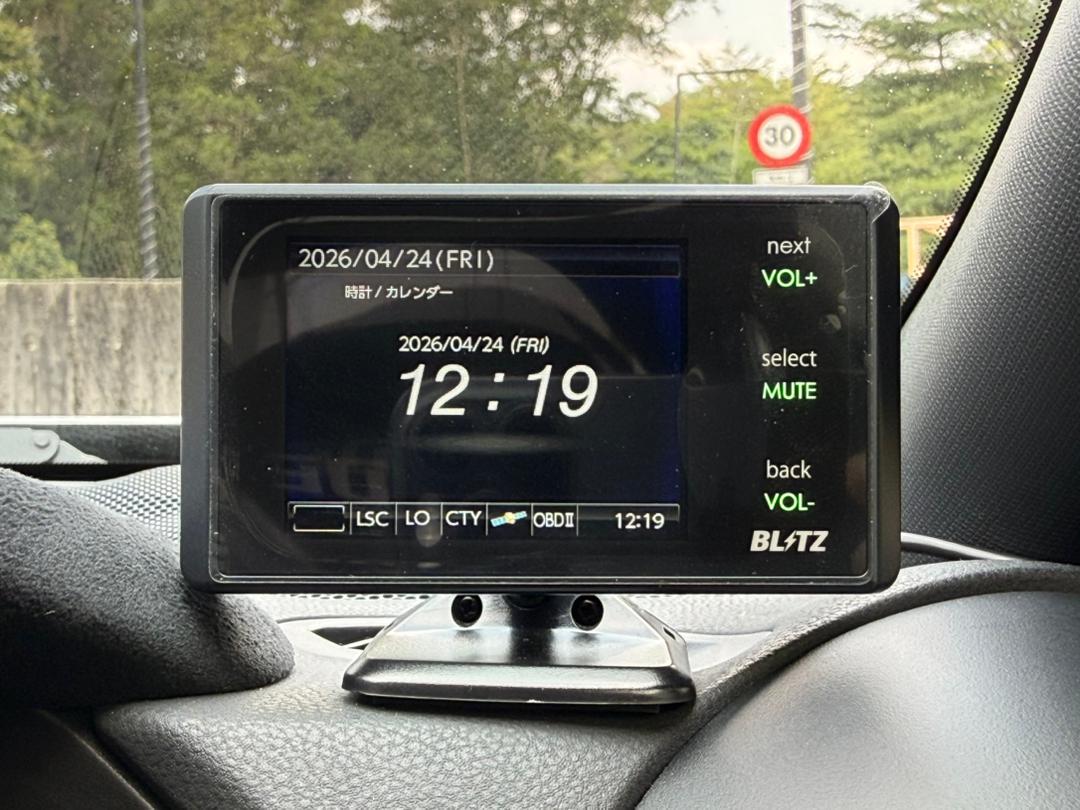 30
2026/04/24(FRI)
時計/カレンダー
2026/04/24 (FRI)
12:19
LSC LO CTY OBDⅡ 12:19
next
VOL+
select
MUTE
back
VOL-
BLITZ